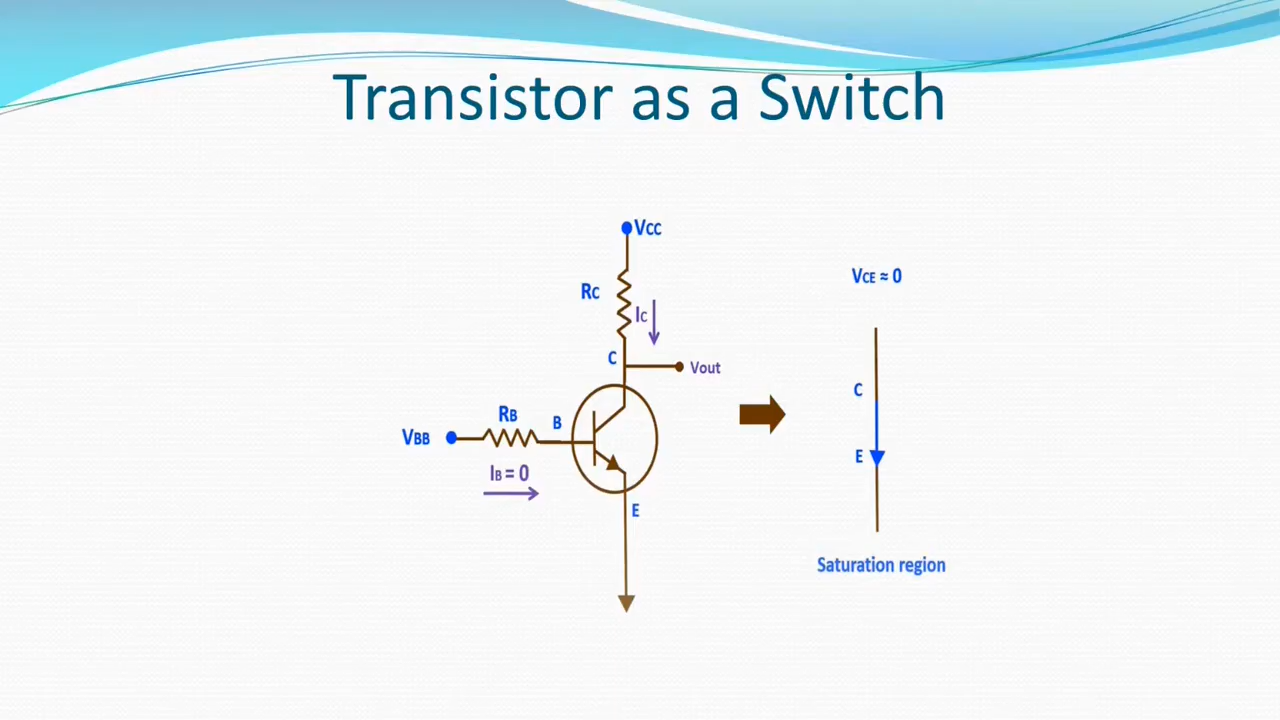 Transistor as a Switch
VCC
VCE ≈ 0
RC
IC
C
Vout
C
RB
B
VBB
E
IB = 0
E
Saturation region